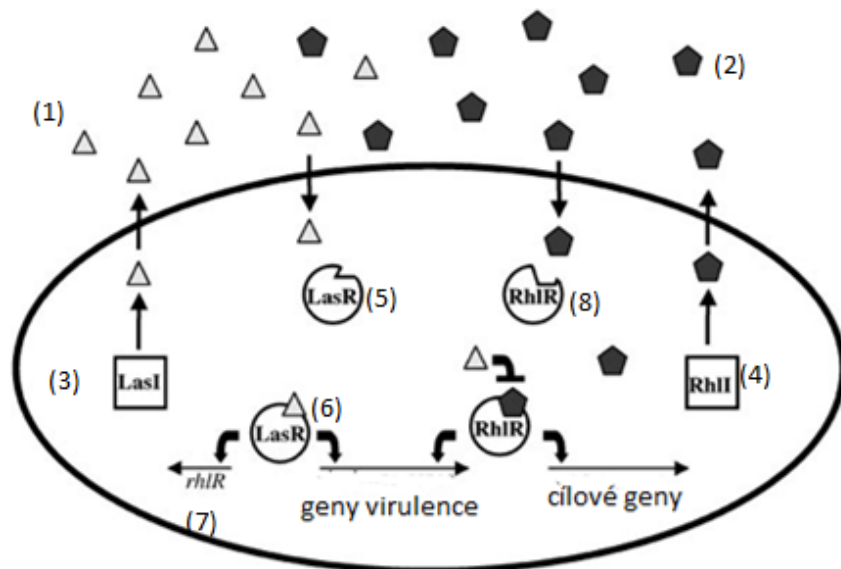 (2)
(1)
LasR (5)
RhlR (8)
(3) LasI
RhlI (4)
(6)
LasR
RhlR
rhlR
geny virulence
cílové geny
(7)